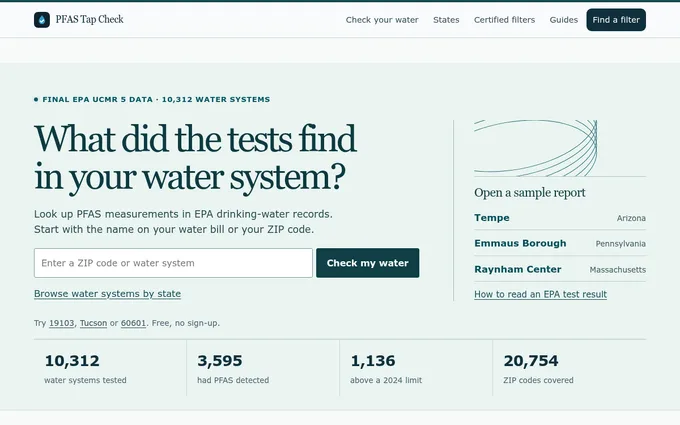 PFAS Tap Check
Check your water
States
Certified filters
Guides
Find a filter
FINAL EPA UCMR 5 DATA · 10,312 WATER SYSTEMS
What did the tests find
in your water system?
Look up PFAS measurements in EPA drinking-water records.
Start with the name on your water bill or your ZIP code.
Enter a ZIP code or water system
Check my water
Browse water systems by state
Try 19103, Tucson or 60601. Free, no sign-up.
Open a sample report
Tempe Arizona
Emmaus Borough Pennsylvania
Raynham Center Massachusetts
How to read an EPA test result
10,312
water systems tested
3,595
had PFAS detected
1,136
above a 2024 limit
20,754
ZIP codes covered